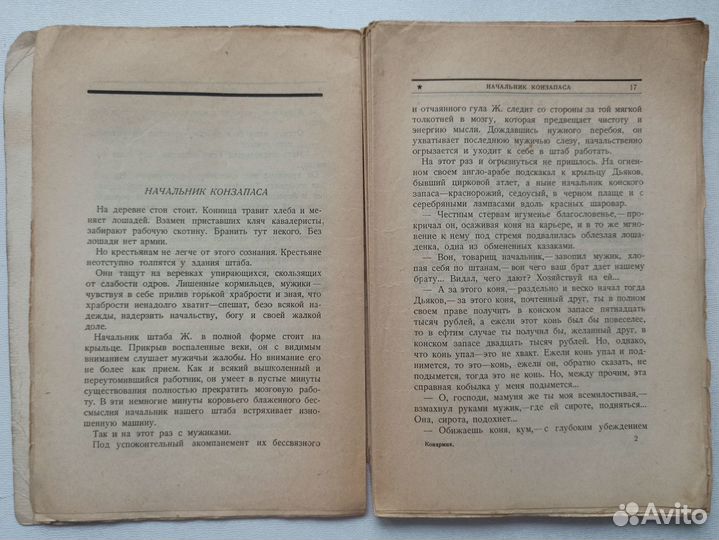 НАЧАЛЬНИК КОНЗАПАСА
На деревне стон стоит. Конница травит хлеба и ме-
няет лошадей. Взамен приставших кляч кавалеристы,
забирают рабочую скотину. Бранить тут некого. Без
лошади нет армии.
Но крестьянам не легче от этого сознания. Крестьяне
неотступно толпятся у здания штаба.
Они тащут на веревках упирающихся, скользящих
от слабости одров. Лишенные кормильцев, мужики —
чувствуя в себе прилив горькой храбрости и зная, что
храбрости ненадолго хватит—спешат, безо всякой на-
дежды, надерзить начальству, богу и своей жалкой
доле.
Начальник штаба Ж. в полной форме стоит на
крыльце. Прикрыв воспаленные веки, он с видимым
вниманием слушает мужичьи жалобы. Но внимание его
не более как прием. Как и всякий вышколенный и
переутомившийся работник, он умеет в пустые минуты
существования полностью прекратить мозговую рабо-
ту. В эти немногие минуты коровьего блаженного бес-
смыслия начальник нашего штаба встряхивает изно-
шенную машину.
Так и на этот раз с мужиками.
Под успокоительный акомпанемент их бессвязного
★ НАЧАЛЬНИК КОНЗАПАСА 17
и отчаянного гула Ж. следит со стороны за той мягкой
толкотней в мозгу, которая предвещает чистоту и
энергию мысли. Дождавшись нужного перебоя, он
ухватывает последнюю мужичью слезу, начальственно
огрызается и уходит к себе в штаб работать.
На этот раз и огрызнуться не пришлось. На огнен-
ном своем англо-арабе подскакал к крыльцу Дьяков,
бывший цирковой атлет, а ныне начальник конского
запаса—краснорожий, седоусый, в черном плаще и с
серебряными лампасами вдоль красных шаровар.
— Честным стервам игуменье благословенье,—про-
кричал он, осаживая коня на карьере, и в то же мгно-
вение к нему под стремя подвалилась облезлая лоша-
денка, одна из обмененных казаками.
— Вон, товарищ начальник,—завопил мужик, хло-
пая себя по штанам,— вон чего ваш брат дает нашему
брату... Видал, чего дают? Хозяйствуй на ей...
— А за этого коня,—раздельно и веско начал тогда
Дьяков,—за этого коня, почтенный друг, ты в полном
своем праве получить в конском запасе пятнадцать
тысяч рублей, а ежели этот конь был бы повеселее,
то в ефтим случае ты получил бы, желанный друг, в
конском запасе двадцать тысяч рублей. Но, однако,
что конь упал—это не хвакт. Ежели конь упал и под-
нимется, то это—конь, ежели он, обратно сказать, не
подымется, тогда это не конь. Но, между прочим, эта
справная кобылка у меня подымется...
— О, господи, мамуня же ты моя всемилостивая,—
взмахнул руками мужик,—где ей сироте, подняться...
Она, сирота, подохнет...
— Обижаешь коня, кум,—с глубоким убеждением
Конармия. 2
Avito